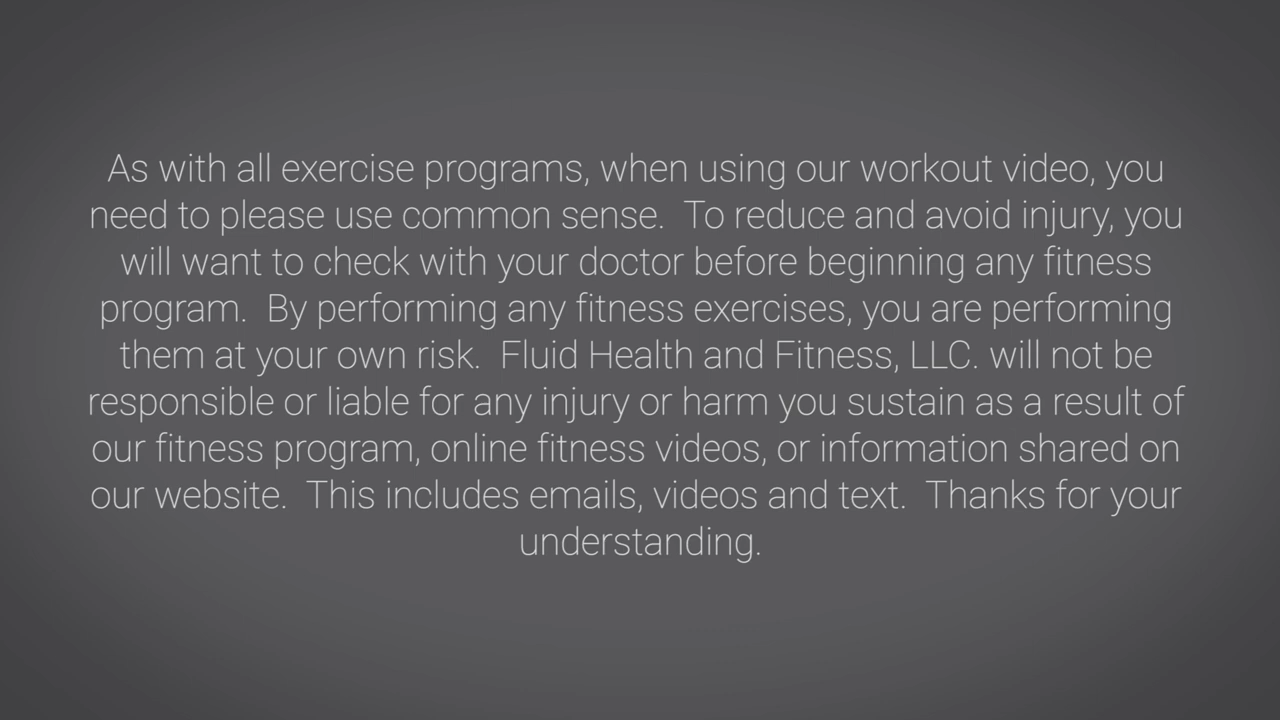 As with all exercise programs, when using our workout video, you
need to please use common sense.  To reduce and avoid injury, you
will want to check with your doctor before beginning any fitness
program.  By performing any fitness exercises, you are performing
them at your own risk.  Fluid Health and Fitness, LLC. will not be
responsible or liable for any injury or harm you sustain as a result of
our fitness program, online fitness videos, or information shared on
our website.  This includes emails, videos and text.  Thanks for your
understanding.